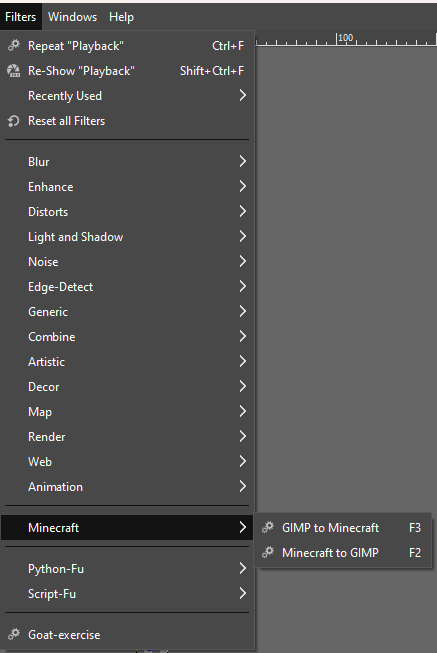 Filters Windows Help
Repeat "Playback" Ctrl+F
100
Re-Show "Playback" Shift+Ctrl+F
Recently Used
Reset all Filters
Blur
Enhance
Distorts
Light and Shadow
Noise
Edge-Detect
Generic
Combine
Artistic
Decor
Map
Render
Web
Animation
Minecraft
GIMP to Minecraft F3
Minecraft to GIMP F2
Python-Fu
Script-Fu
Goat-exercise